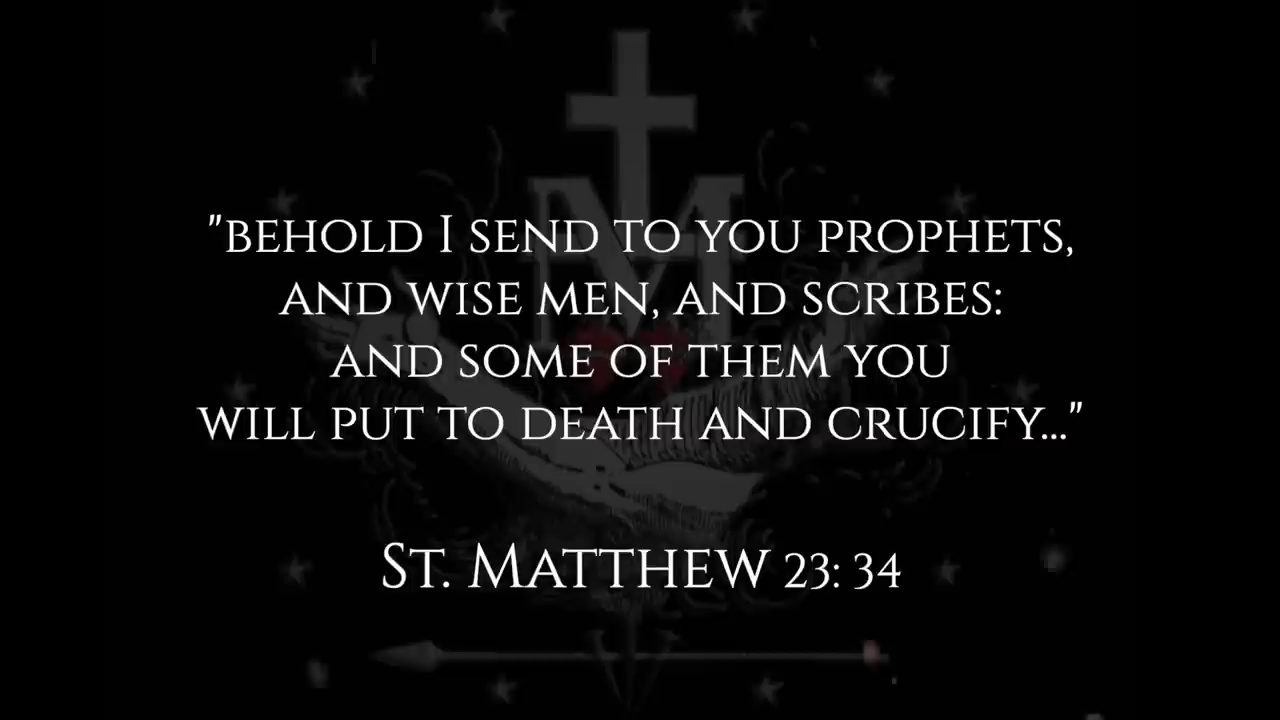 "BEHOLD I SEND TO YOU PROPHETS,
AND WISE MEN, AND SCRIBES:
AND SOME OF THEM YOU
WILL PUT TO DEATH AND CRUCIFY..."
ST. MATTHEW 23: 34